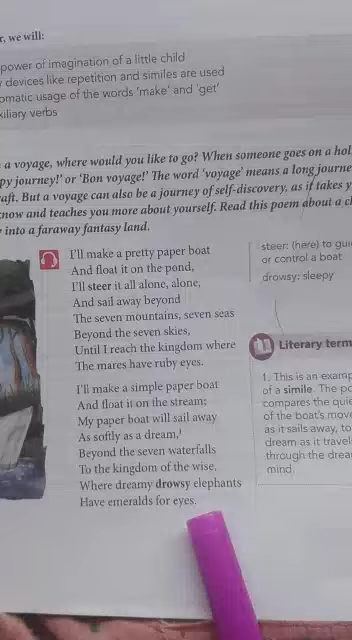 r, we will:
power of imagination of a little child
devices like repetition and similes are used
omatic usage of the words 'make' and 'get'
xiliary verbs
a voyage, where would you like to go? When someone goes on a hol
py journey!' or 'Bon voyage!' The word 'voyage' means a long journe
raft. But a voyage can also be a journey of self-discovery, as it takes y
know and teaches you more about yourself. Read this poem about a c
into a faraway fantasy land.
I'll make a pretty paper boat
And float it on the pond,
I'll steer it all alone, alone,
And sail away beyond
The seven mountains, seven seas
Beyond the seven skies,
Until I reach the kingdom where
The mares have ruby eyes.
I'll make a simple paper boat
And float it on the stream;
My paper boat will sail away
As softly as a dream,¹
Beyond the seven waterfalls
To the kingdom of the wise,
Where dreamy drowsy elephants
Have emeralds for eyes.
steer: (here) to gui
or control a boat
drowsy: sleepy
Literary term
1. This is an examp
of a simile. The po
compares the quie
of the boat's move
as it sails away, to
dream as it travel
through the drea
mind.